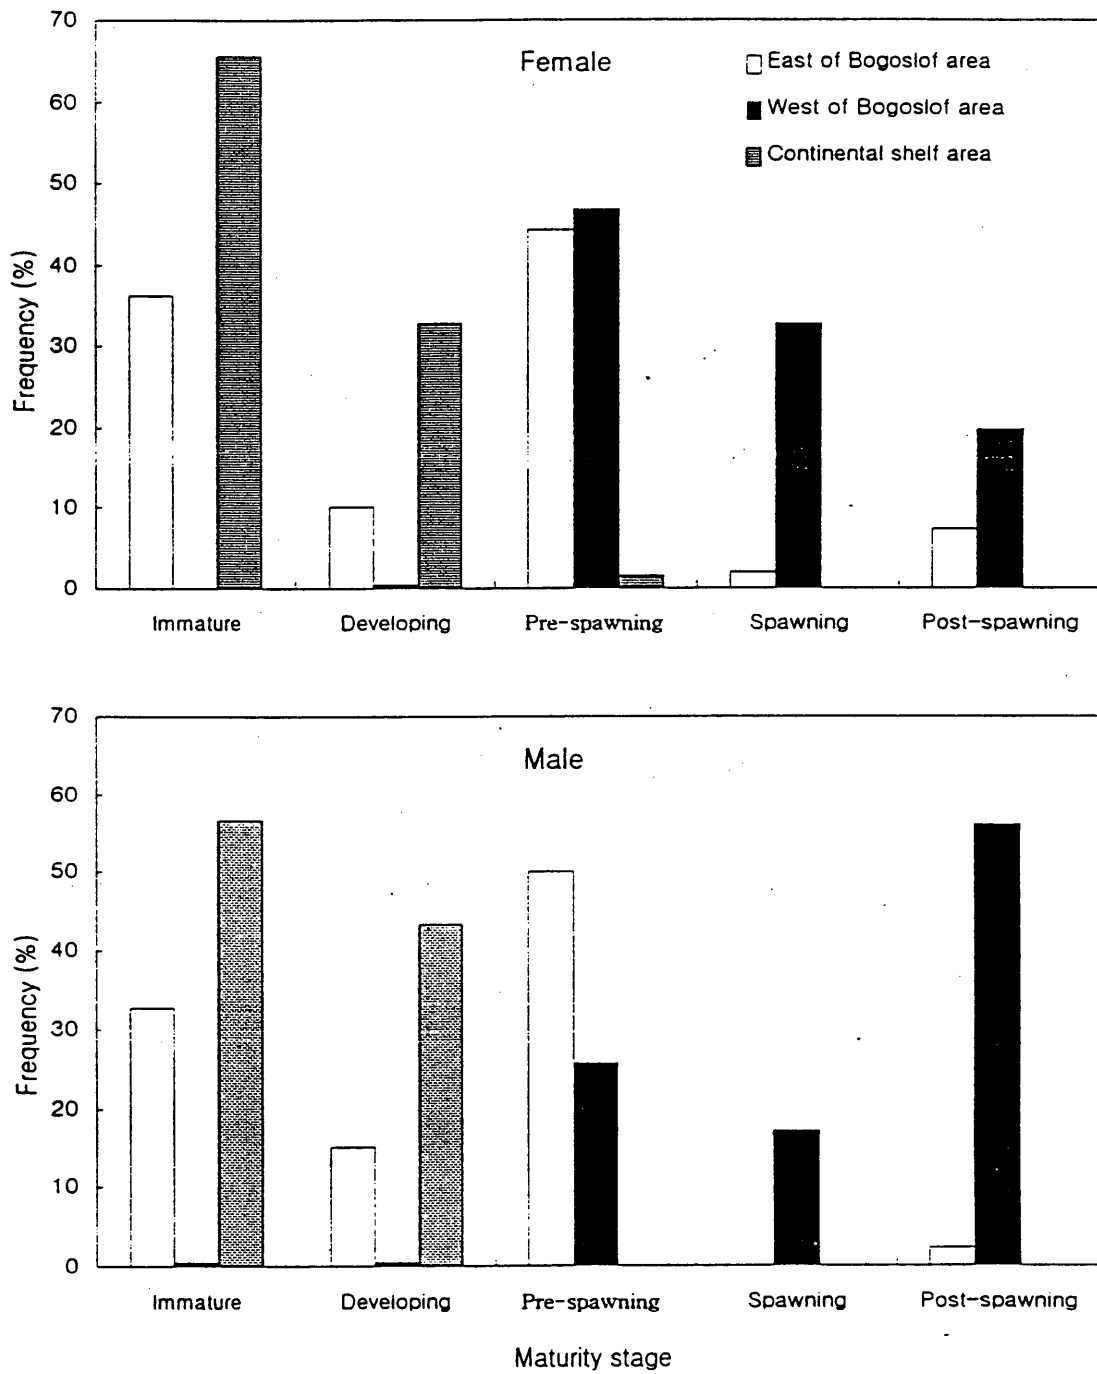 70
60
50
40
30
20
10
0
Frequency (%)
Female
East of Bogoslof area
West of Bogoslof area
Continental shelf area
Immature Developing Pre-spawning Spawning Post-spawning
70
60
50
40
30
20
10
0
Frequency (%)
Male
Immature Developing Pre-spawning Spawning Post-spawning
Maturity stage